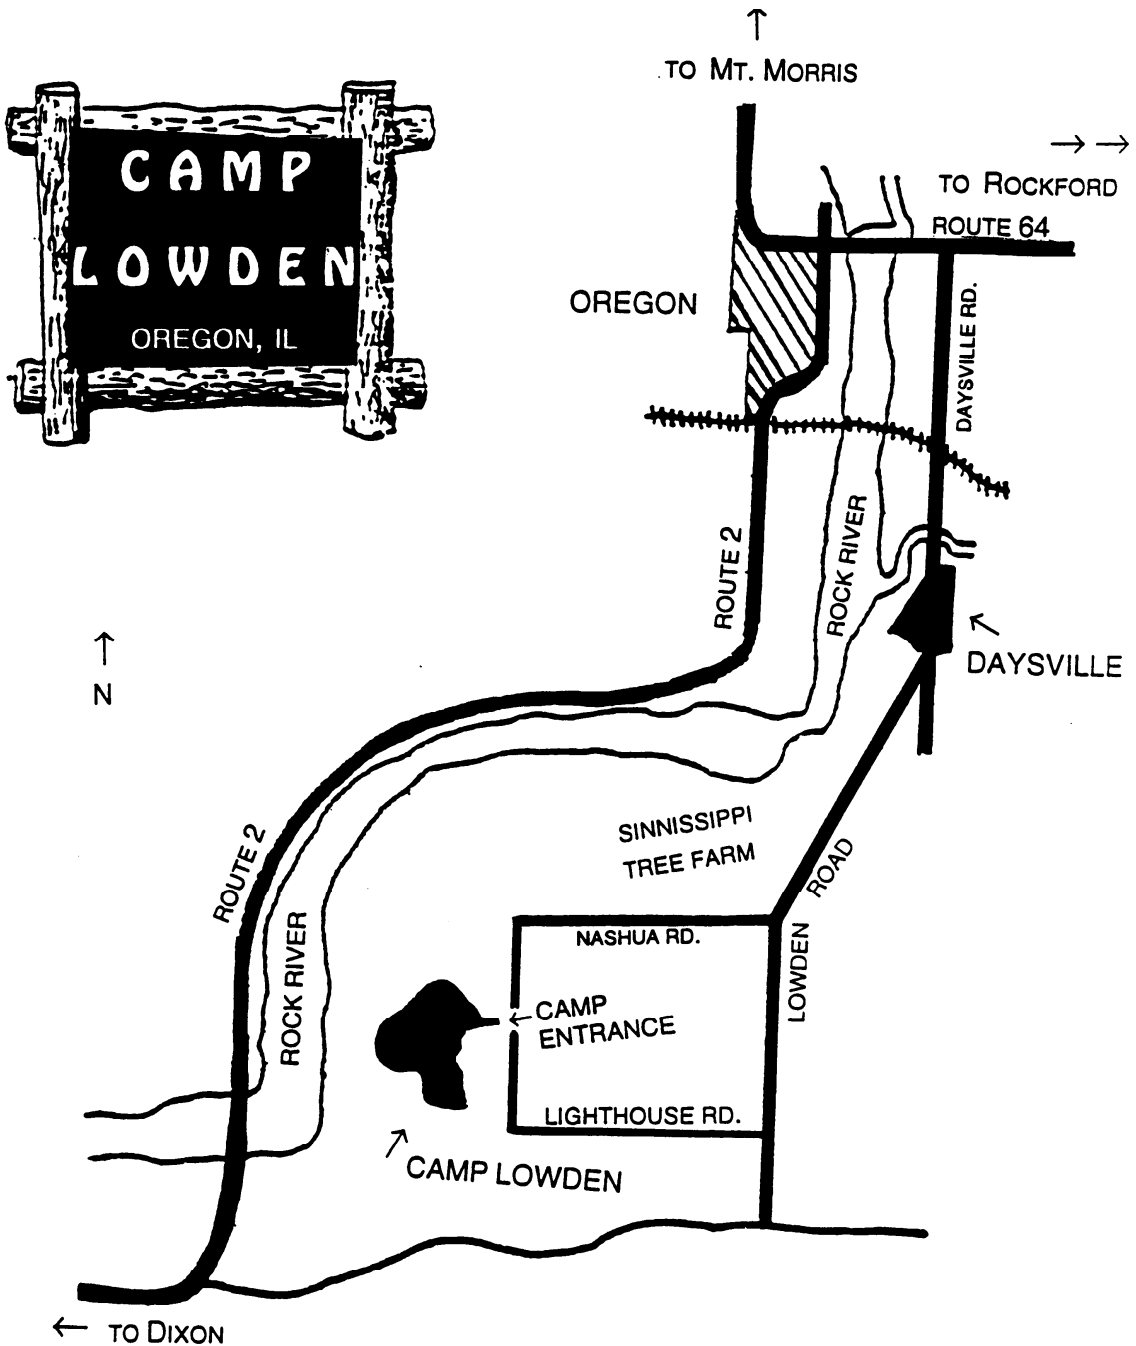 ↑
TO MT. MORRIS
→ →
TO ROCKFORD
ROUTE 64
CAMP
LOWDEN
OREGON, IL
OREGON
DAYSVILLE RD.
ROUTE 2
ROCK RIVER
↑
N
DAYSVILLE
SINNISSIPPI
TREE FARM
ROUTE 2
ROAD
LOWDEN
NASHUA RD.
ROCK RIVER
← CAMP
ENTRANCE
LIGHTHOUSE RD.
CAMP LOWDEN
← TO DIXON